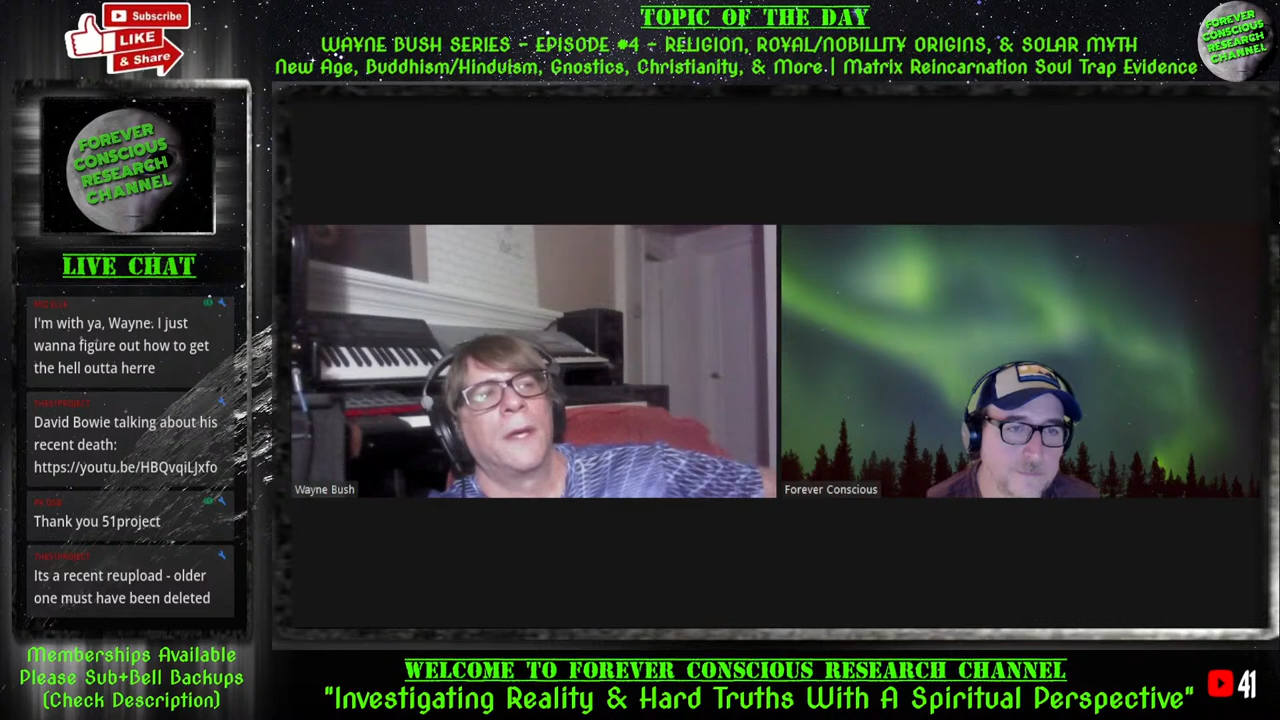 Subscribe
LIKE
& Share
TOPIC OF THE DAY
WAYNE BUSH SERIES - EPISODE #4 - RELIGION, ROYAL/NOBILLITY ORIGINS, & SOLAR MYTH
New Age, Buddhism/Hinduism, Gnostics, Christianity, & More | Matrix Reincarnation Soul Trap Evidence
FOREVER
CONSCIOUS
RESEARCH
CHANNEL
FOREVER
CONSCIOUS
RESEARCH
CHANNEL
LIVE CHAT
I'm with ya, Wayne. I just
wanna figure out how to get
the hell outta herre
THE51PROJECT
David Bowie talking about his
recent death:
https://youtu.be/HBQvqiLJxfo
Thank you 51project
THE51PROJECT
Its a recent reupload - older
one must have been deleted
Wayne Bush
Forever Conscious
Memberships Available
Please Sub+Bell Backups
(Check Description)
WELCOME TO FOREVER CONSCIOUS RESEARCH CHANNEL
"Investigating Reality & Hard Truths With A Spiritual Perspective"
41